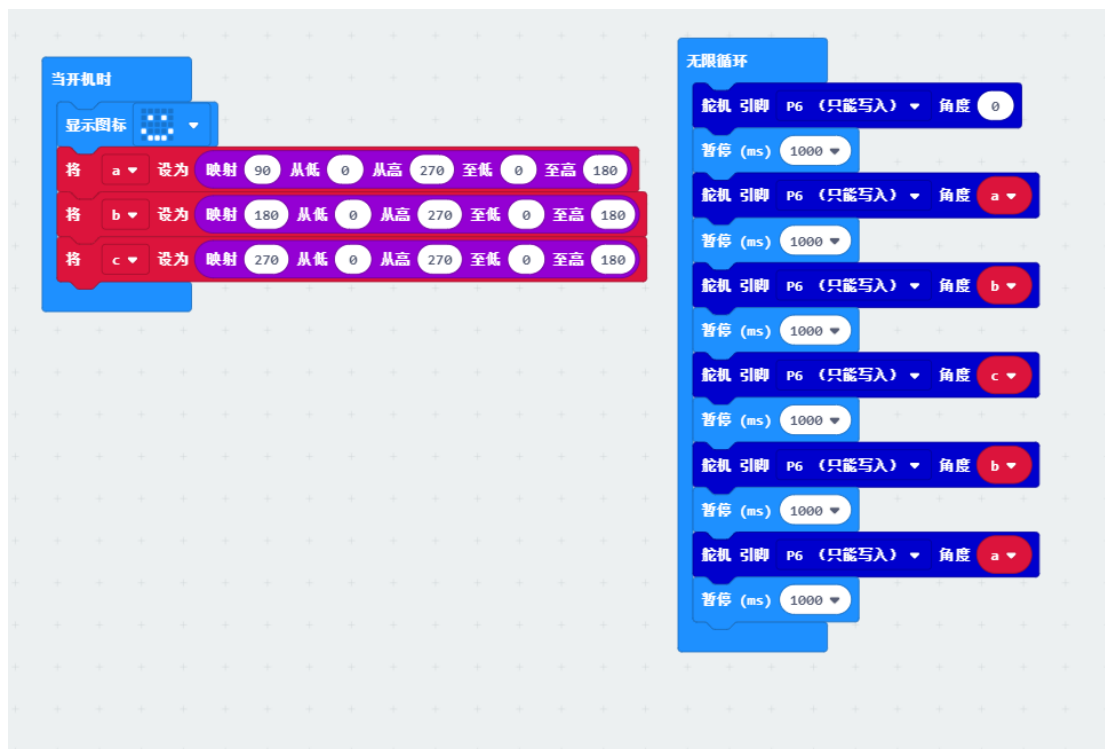 当开机时
显示图标
将 a 设为 映射 90 从低 0 从高 270 至低 0 至高 180
将 b 设为 映射 180 从低 0 从高 270 至低 0 至高 180
将 c 设为 映射 270 从低 0 从高 270 至低 0 至高 180
无限循环
舵机 引脚 P6 (只能写入) 角度 0
暂停 (ms) 1000
舵机 引脚 P6 (只能写入) 角度 a
暂停 (ms) 1000
舵机 引脚 P6 (只能写入) 角度 b
暂停 (ms) 1000
舵机 引脚 P6 (只能写入) 角度 c
暂停 (ms) 1000
舵机 引脚 P6 (只能写入) 角度 b
暂停 (ms) 1000
舵机 引脚 P6 (只能写入) 角度 a
暂停 (ms) 1000